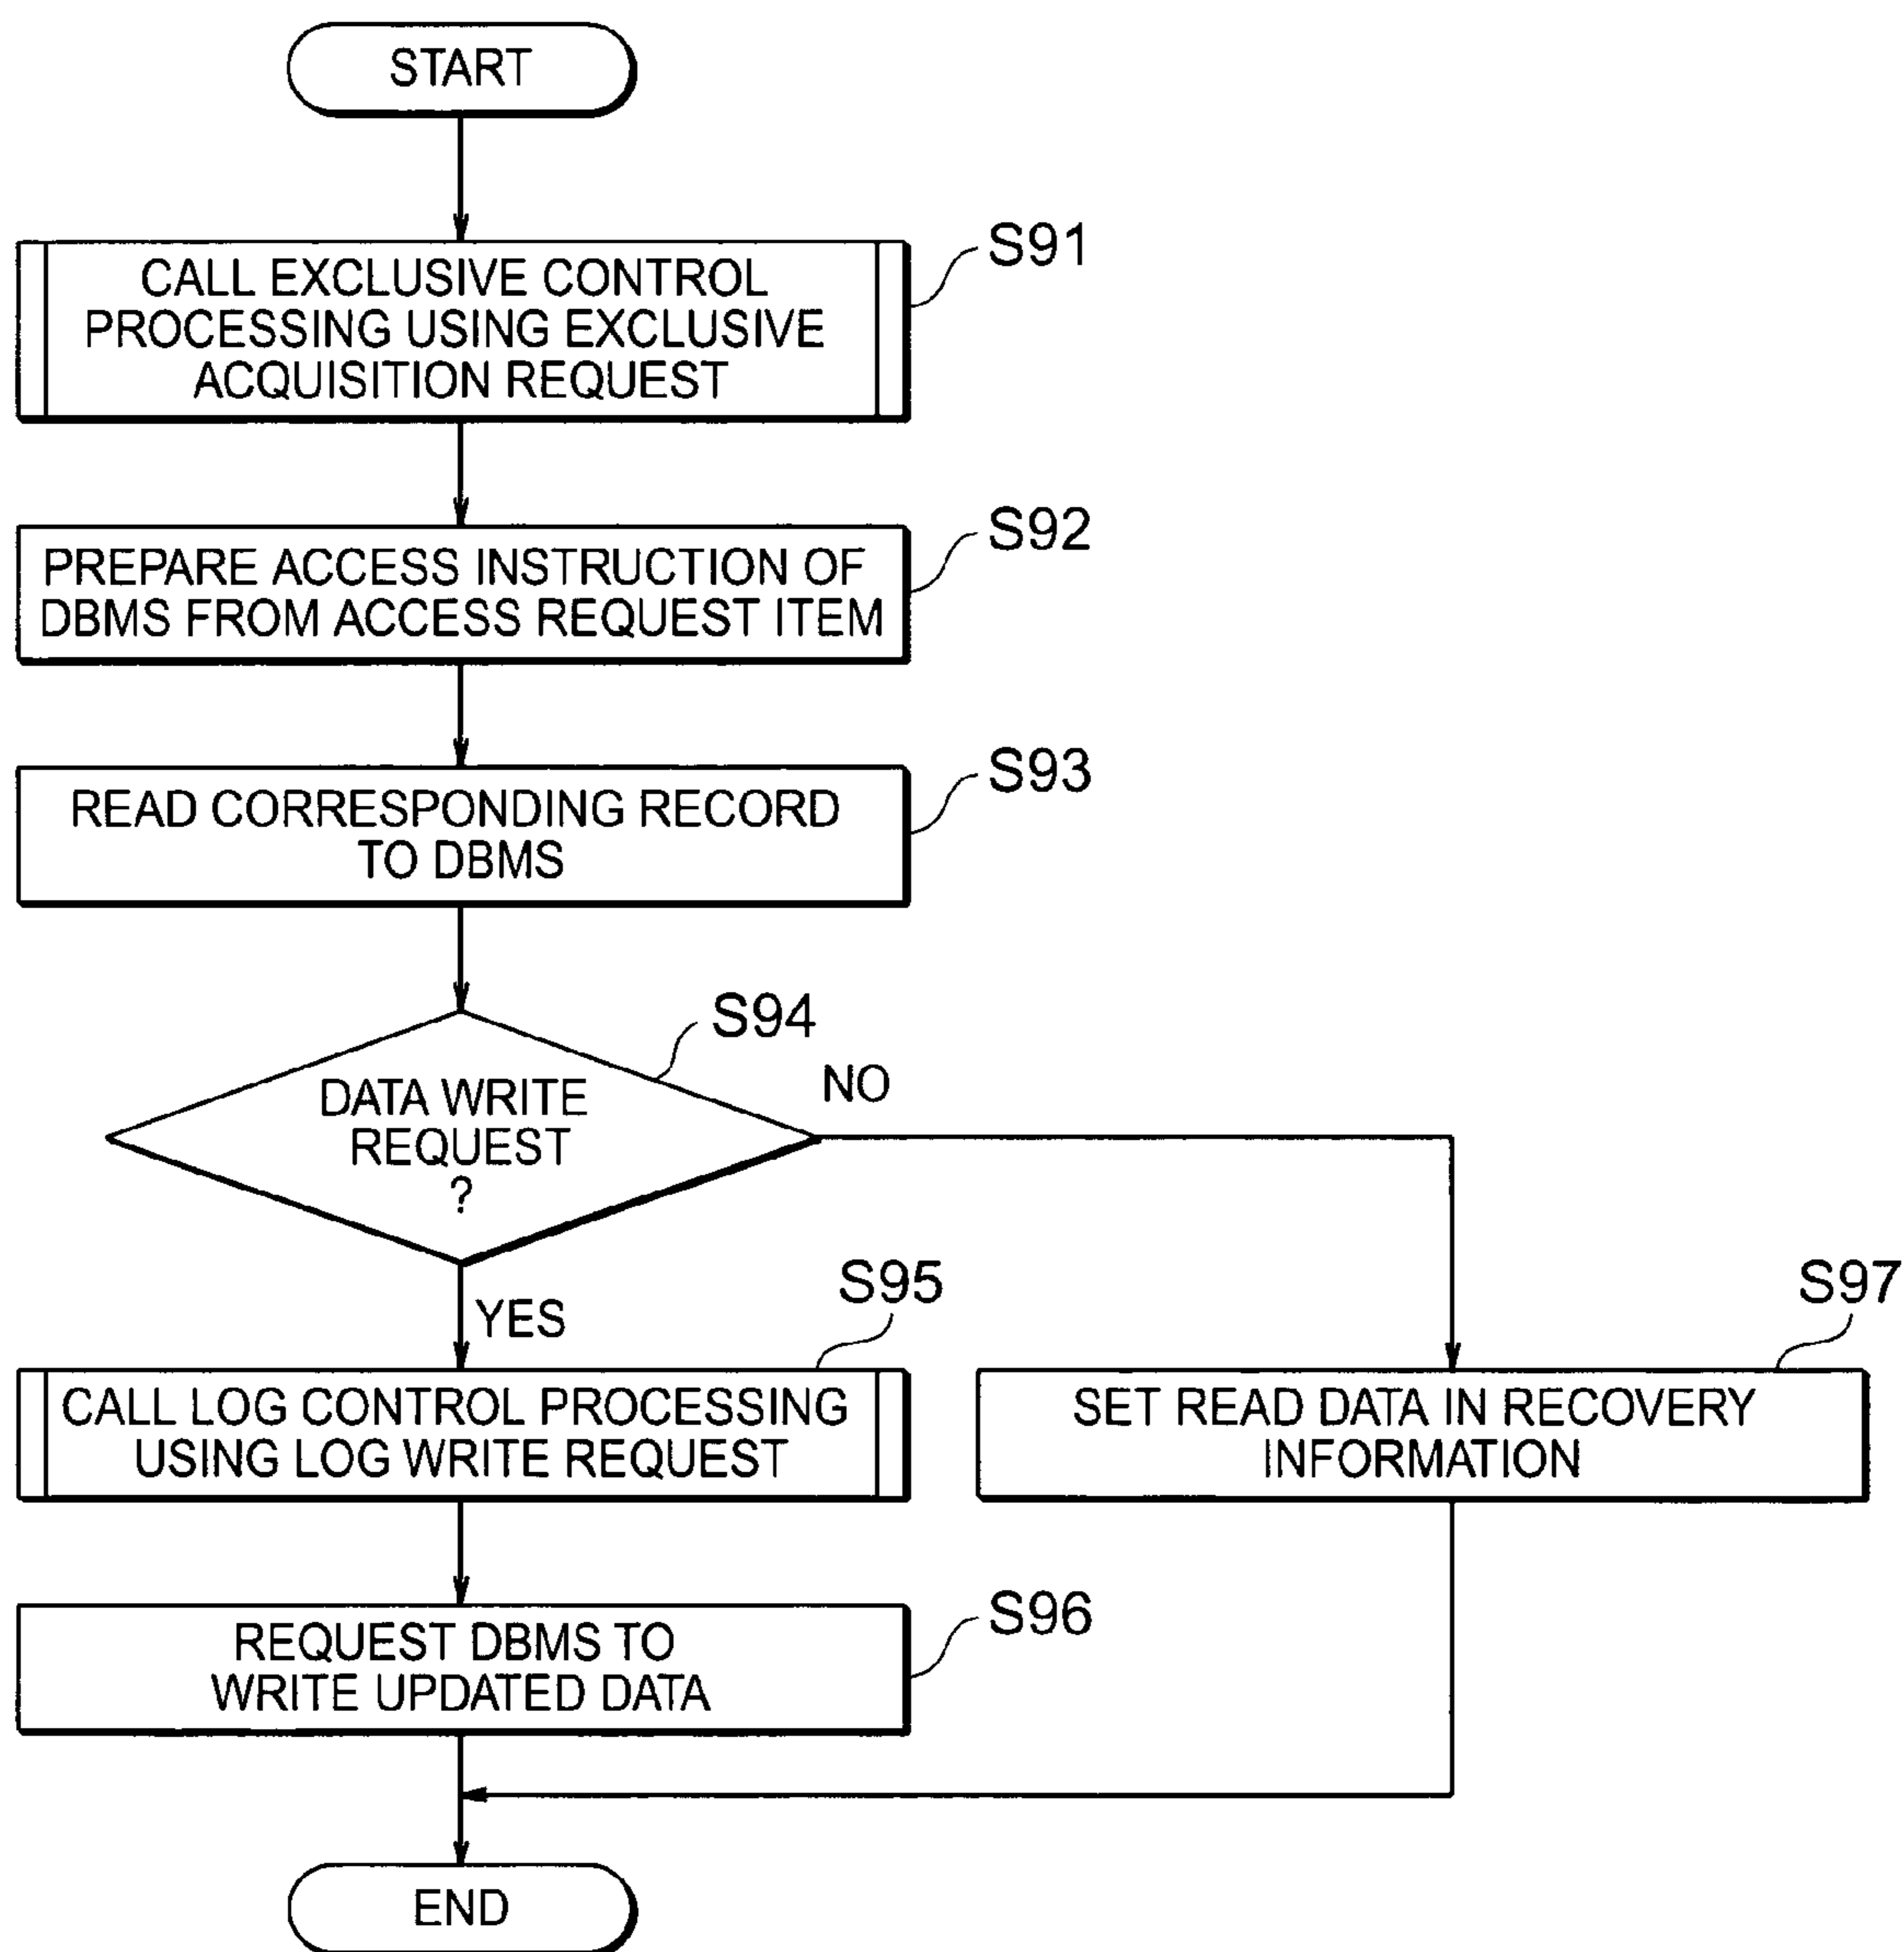 START
S91
CALL EXCLUSIVE CONTROL
PROCESSING USING EXCLUSIVE
ACQUISITION REQUEST
S92
PREPARE ACCESS INSTRUCTION OF
DBMS FROM ACCESS REQUEST ITEM
S93
READ CORRESPONDING RECORD
TO DBMS
S94
DATA WRITE
REQUEST
?
NO
YES
S95
CALL LOG CONTROL PROCESSING
USING LOG WRITE REQUEST
S97
SET READ DATA IN RECOVERY
INFORMATION
S96
REQUEST DBMS TO
WRITE UPDATED DATA
END